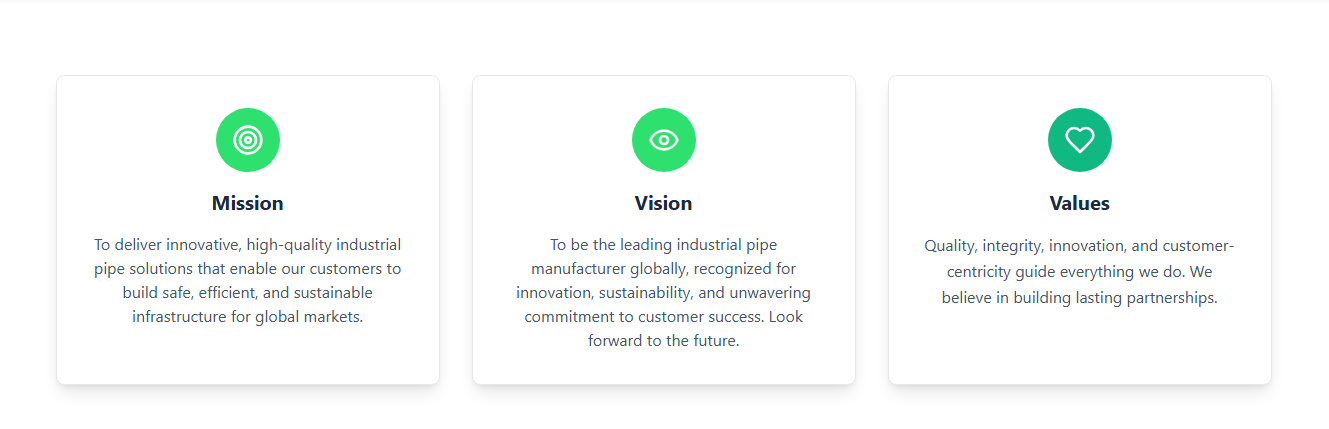 Mission
To deliver innovative, high-quality industrial
pipe solutions that enable our customers to
build safe, efficient, and sustainable
infrastructure for global markets.
Vision
To be the leading industrial pipe
manufacturer globally, recognized for
innovation, sustainability, and unwavering
commitment to customer success. Look
forward to the future.
Values
Quality, integrity, innovation, and customer-
centricity guide everything we do. We
believe in building lasting partnerships.